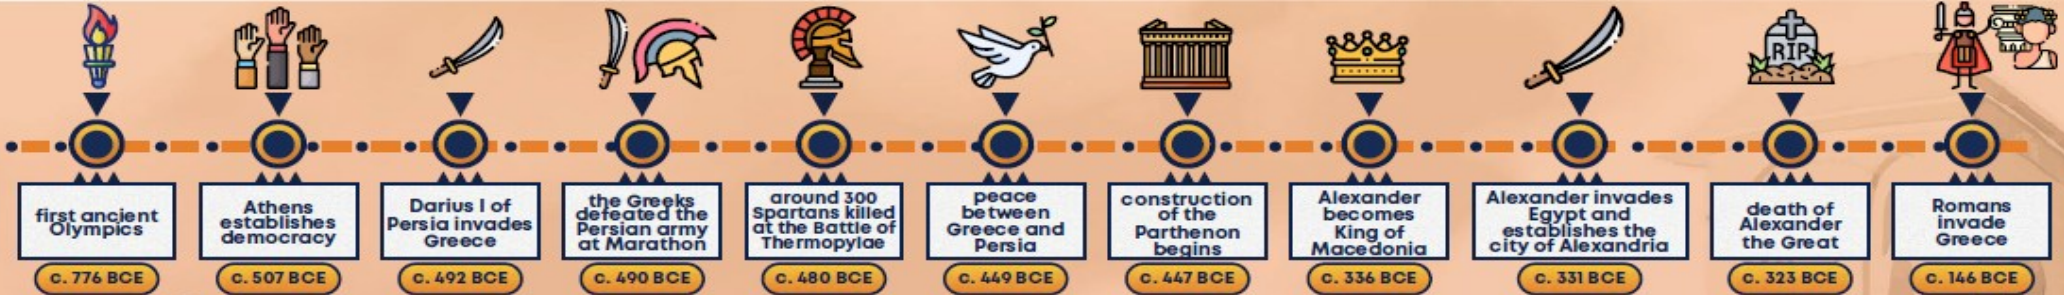 RIP
first ancient
Olympics
c. 776 BCE
Athens
establishes
democracy
c. 507 BCE
Darius I of
Persia invades
Greece
c. 492 BCE
the Greeks
defeated the
Persian army
at Marathon
c. 490 BCE
around 300
Spartans killed
at the Battle of
Thermopylae
c. 480 BCE
peace
between
Greece and
Persia
c. 449 BCE
construction
of the
Parthenon
begins
c. 447 BCE
Alexander
becomes
King of
Macedonia
c. 336 BCE
Alexander invades
Egypt and
establishes the
city of Alexandria
c. 331 BCE
death of
Alexander
the Great
c. 323 BCE
Romans
invade
Greece
c. 146 BCE